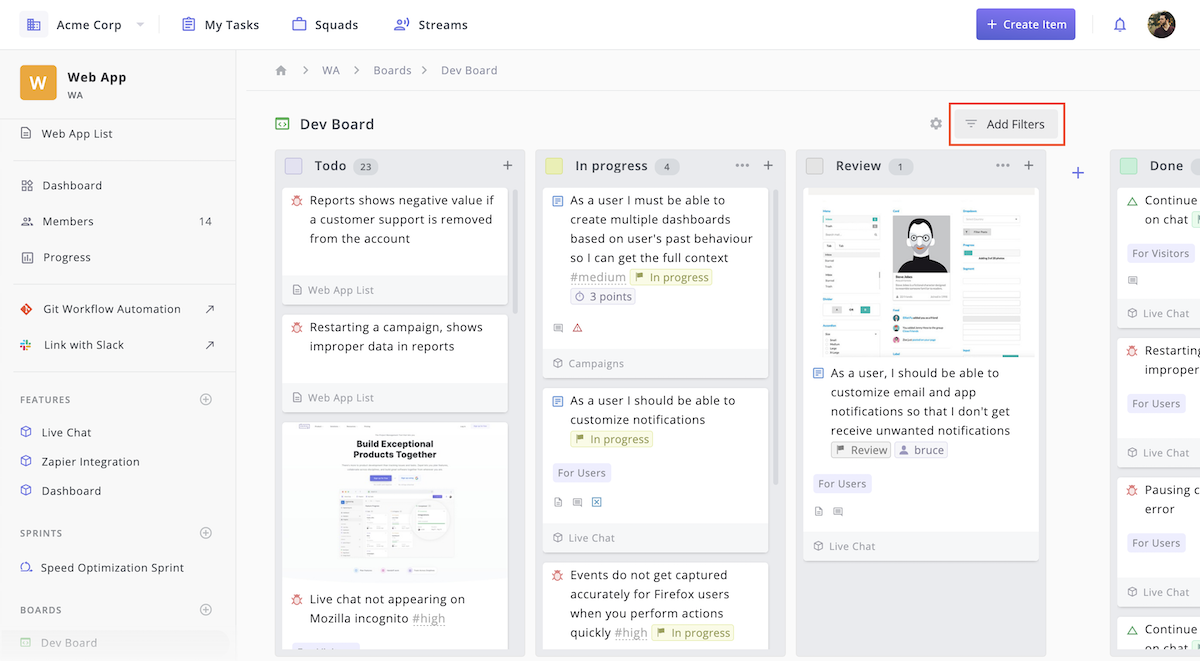 Acme Corp
My Tasks
Squads
Streams
+ Create Item
W
Web App
WA
Web App List
Dashboard
Members 14
Progress
Git Workflow Automation
Link with Slack
FEATURES
Live Chat
Zapier Integration
Dashboard
SPRINTS
Speed Optimization Sprint
BOARDS
Dev Board
WA > Boards > Dev Board
Dev Board
Add Filters
Todo 23
Reports shows negative value if
a customer support is removed
from the account
Web App List
Restarting a campaign, shows
improper data in reports
Web App List
Build Exceptional
Products Together
Live chat not appearing on
Mozilla incognito #high
In progress 4
As a user I must be able to
create multiple dashboards
based on user's past behaviour
so I can get the full context
#medium In progress
3 points
Campaigns
As a user I should be able to
customize notifications
In progress
For Users
Live Chat
Events do not get captured
accurately for Firefox users
when you perform actions
quickly #high In progress
Review 1
As a user, I should be able to
customize email and app
notifications so that I don't get
receive unwanted notifications
Review bruce
For Users
Live Chat
Done
Continue
on chat
For Visitors
Live Chat
Restarting
improper
For Users
Live Chat
Pausing c
error
For Users
Live Chat
Continue
on chat